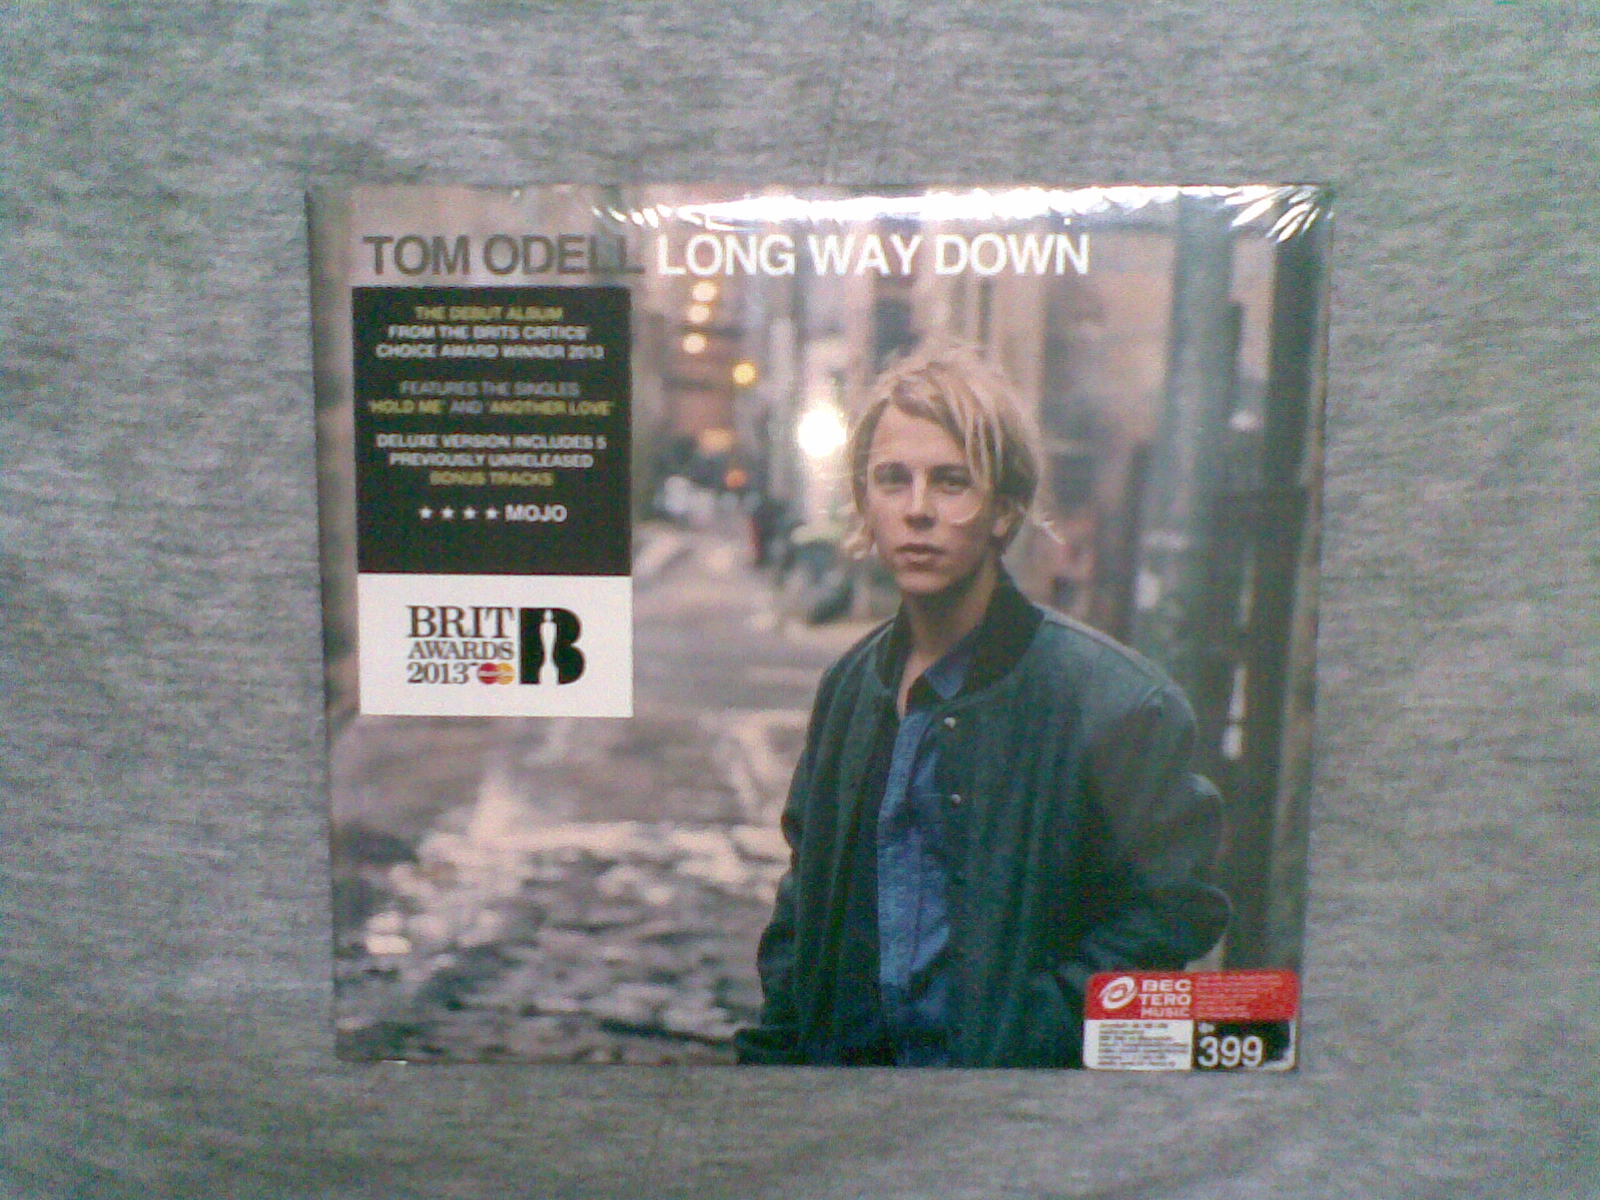 TOM ODELL LONG WAY DOWN
THE DEBUT ALBUM
FROM THE BRITS CRITICS'
CHOICE AWARD WINNER 2013
FEATURES THE SINGLES
'HOLD ME' AND 'ANOTHER LOVE'
DELUXE VERSION INCLUDES 5
PREVIOUSLY UNRELEASED
BONUS TRACKS
★★★★ MOJO
BRIT
AWARDS
2013
B
BEC
TERO
MUSIC
399